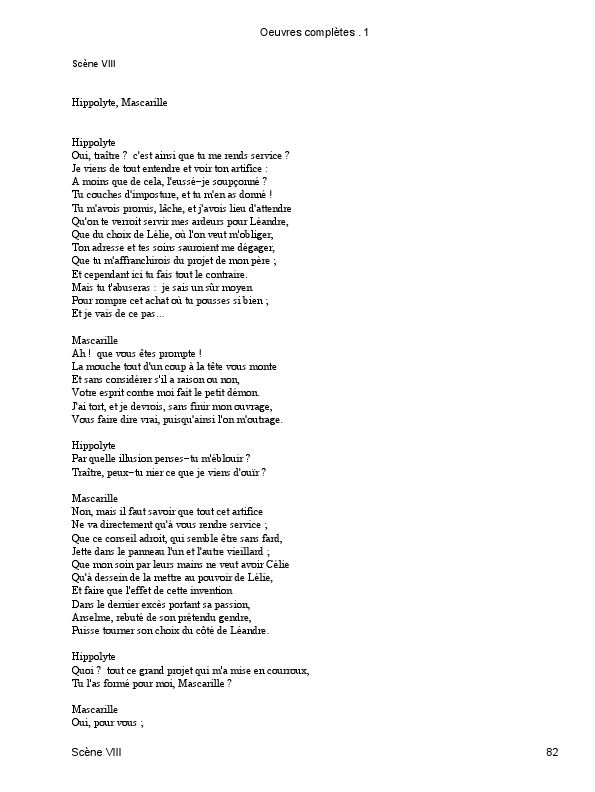 Oeuvres complètes . 1
Scène VIII
Hippolyte, Mascarille
Hippolyte
Oui, traître ? c'est ainsi que tu me rends service ?
Je viens de tout entendre et voir ton artifice :
A moins que de cela, l'eussé−je soupçonné ?
Tu couches d'imposture, et tu m'en as donné !
Tu m'avois promis, lâche, et j'avois lieu d'attendre
Qu'on te verroit servir mes ardeurs pour Léandre,
Que du choix de Lélie, où l'on veut m'obliger,
Ton adresse et tes soins sauroient me dégager,
Que tu m'affranchirois du projet de mon père ;
Et cependant ici tu fais tout le contraire.
Mais tu t'abuseras : je sais un sûr moyen
Pour rompre cet achat où tu pousses si bien ;
Et je vais de ce pas...
Mascarille
Ah ! que vous êtes prompte !
La mouche tout d'un coup à la tête vous monte
Et sans considérer s'il a raison ou non,
Votre esprit contre moi fait le petit démon.
J'ai tort, et je devrois, sans finir mon ouvrage,
Vous faire dire vrai, puisqu'ainsi l'on m'outrage.
Hippolyte
Par quelle illusion penses−tu m'éblouir ?
Traître, peux−tu nier ce que je viens d'ouïr ?
Mascarille
Non, mais il faut savoir que tout cet artifice
Ne va directement qu'à vous rendre service ;
Que ce conseil adroit, qui semble être sans fard,
Jette dans le panneau l'un et l'autre vieillard ;
Que mon soin par leurs mains ne veut avoir Célie
Qu'à dessein de la mettre au pouvoir de Lélie,
Et faire que l'effet de cette invention
Dans le dernier excès portant sa passion,
Anselme, rebuté de son prétendu gendre,
Puisse tourner son choix du côté de Léandre.
Hippolyte
Quoi ? tout ce grand projet qui m'a mise en courroux,
Tu l'as formé pour moi, Mascarille ?
Mascarille
Oui, pour vous ;
Scène VIII 82